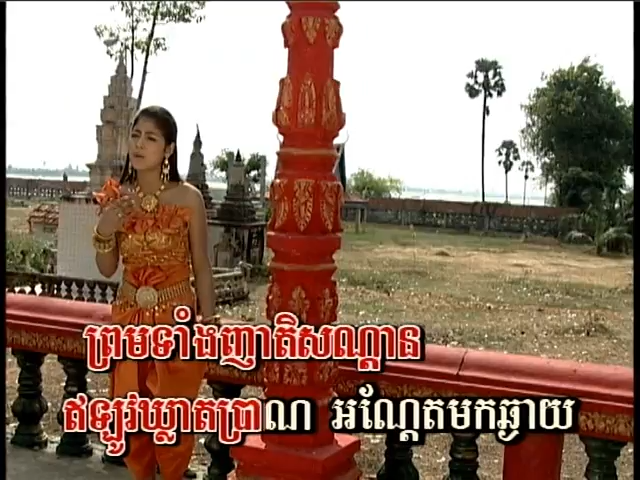 ព្រមទាំងញាតិសណ្ដាន
ឥឡូវឃ្លាតប្រាណ អណ្ដែតមកឆ្ងាយ